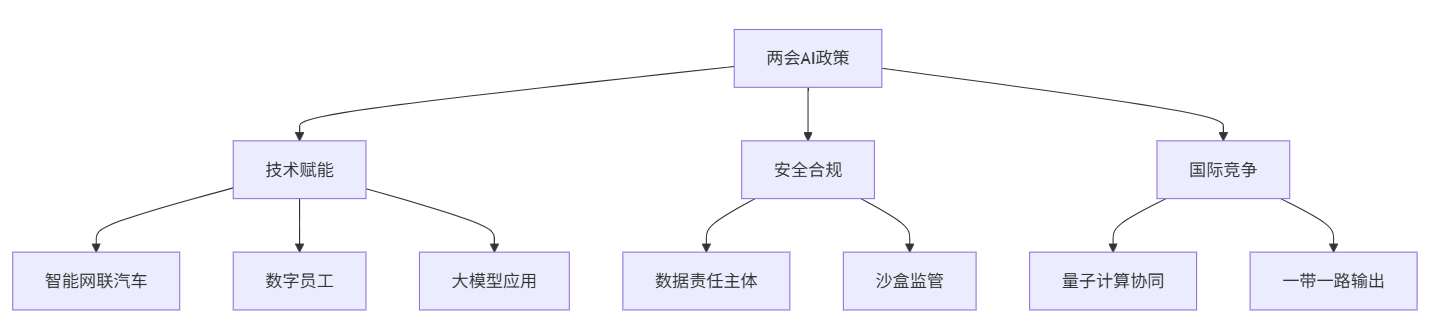 两会AI政策
技术赋能
安全合规
国际竞争
智能网联汽车
数字员工
大模型应用
数据责任主体
沙盒监管
量子计算协同
一带一路输出